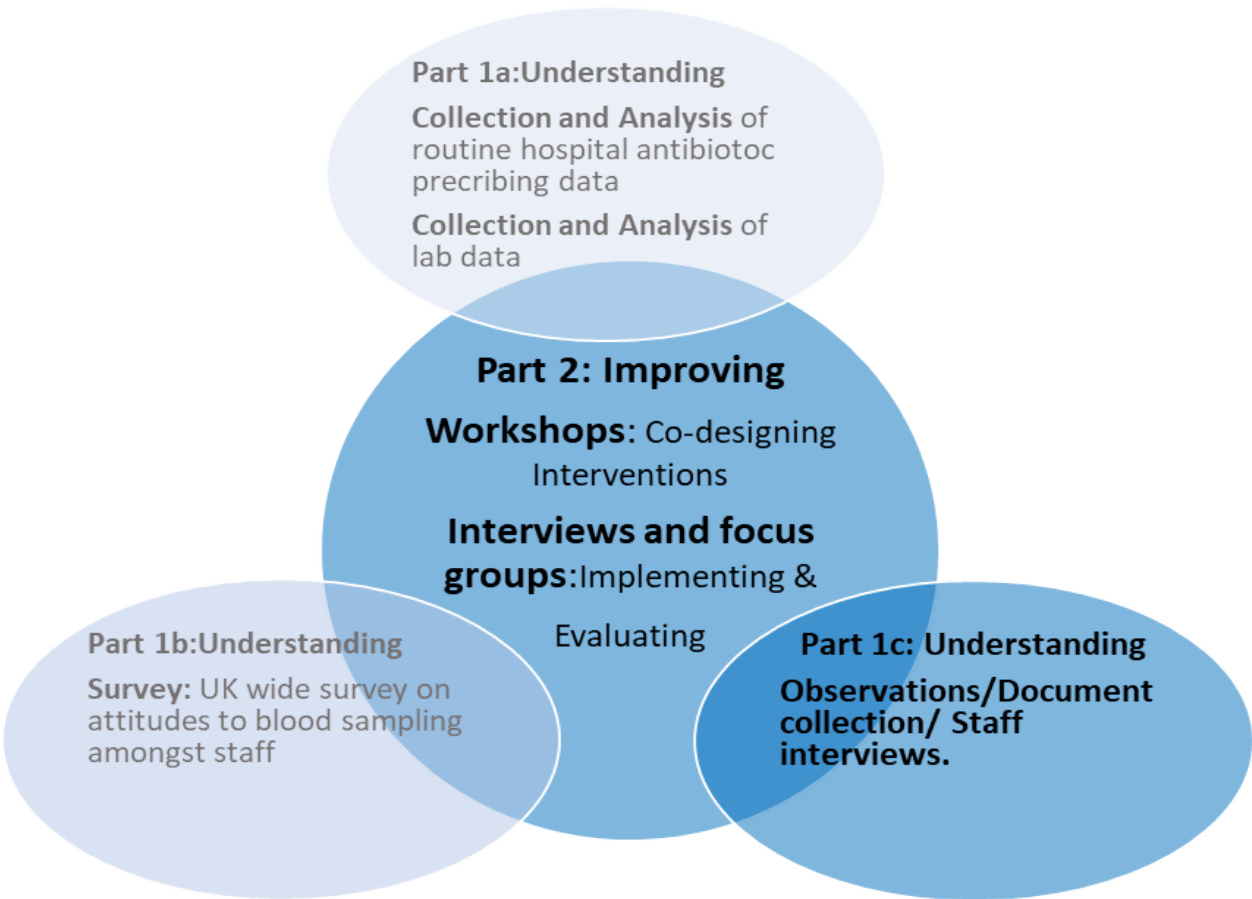 Part 1a:Understanding
Collection and Analysis of
routine hospital antibiotoc
precribing data
Collection and Analysis of
lab data
Part 2: Improving
Workshops: Co-designing
Interventions
Interviews and focus
groups:Implementing &
Evaluating
Part 1b:Understanding
Survey: UK wide survey on
attitudes to blood sampling
amongst staff
Part 1c: Understanding
Observations/Document
collection/ Staff
interviews.